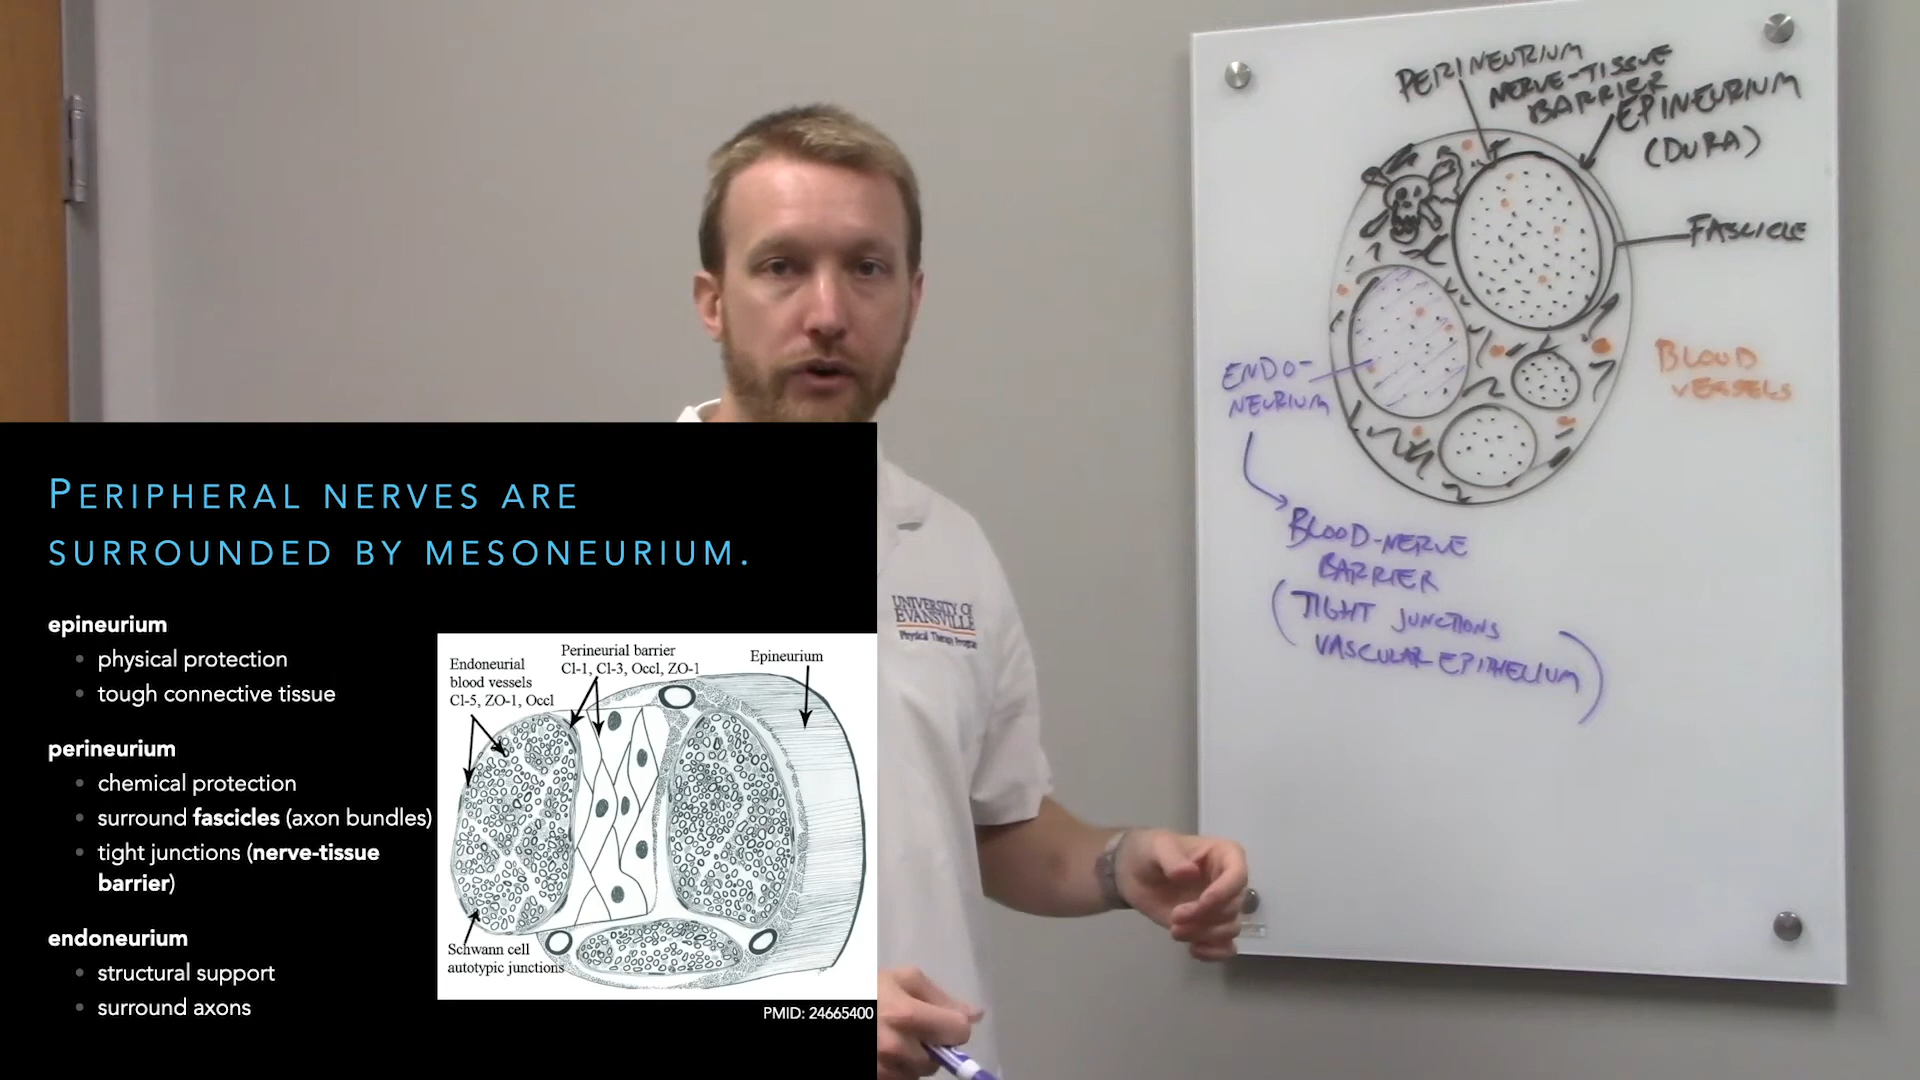 PERIPHERAL NERVES ARE
SURROUNDED BY MESONEURIUM.
epineurium
• physical protection
• tough connective tissue
perineurium
• chemical protection
• surround fascicles (axon bundles)
• tight junctions (nerve-tissue
barrier)
endoneurium
• structural support
• surround axons
Endoneurial
blood vessels
Cl-5, ZO-1, Occl
Perineurial barrier
Cl-1, Cl-3, Occl, ZO-1
Epineurium
Schwann cell
autotypic junctions
PMID: 24665400
UNIVERSITY OF
EVANSVILLE
Physical Therapy Program
PERINEURIUM
NERVE-TISSUE
BARRIER
EPINEURIUM
(DURA)
FASCICLE
BLOOD
VESSELS
ENDO-
NEURIUM
BLOOD-NERVE
BARRIER
(TIGHT JUNCTIONS
VASCULAR EPITHELIUM)